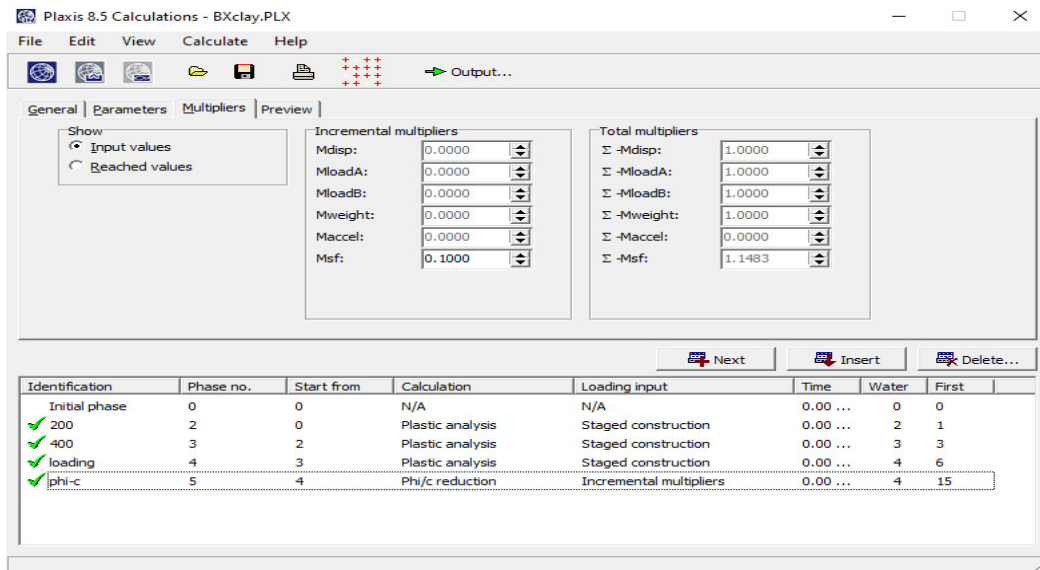 Plaxis 8.5 Calculations - BXclay.PLX
File Edit View Calculate Help
Output...
General Parameters Multipliers Preview
Show
Input values
Reached values
Incremental multipliers
Mdisp: 0.0000
MloadA: 0.0000
MloadB: 0.0000
Mweight: 0.0000
Maccel: 0.0000
Msf: 0.1000
Total multipliers
Σ -Mdisp: 1.0000
Σ -MloadA: 1.0000
Σ -MloadB: 1.0000
Σ -Mweight: 1.0000
Σ -Maccel: 0.0000
Σ -Msf: 1.1483
Next Insert Delete...
Identification Phase no. Start from Calculation Loading input Time Water First
Initial phase 0 0 N/A N/A 0.00 ... 0 0
200 2 0 Plastic analysis Staged construction 0.00 ... 2 1
400 3 2 Plastic analysis Staged construction 0.00 ... 3 3
loading 4 3 Plastic analysis Staged construction 0.00 ... 4 6
phi-c 5 4 Phi/c reduction Incremental multipliers 0.00 ... 4 15